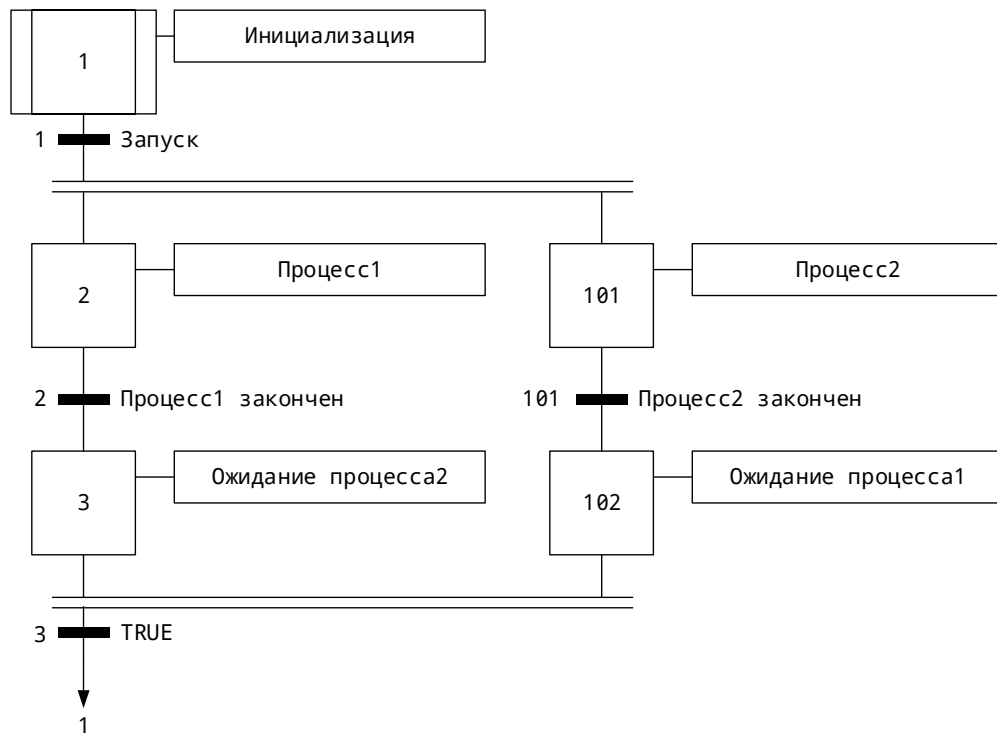 1
Инициализация
1
Запуск
2
Процесс1
101
Процесс2
2
Процесс1 закончен
101
Процесс2 закончен
3
Ожидание процесса2
102
Ожидание процесса1
3
TRUE
1